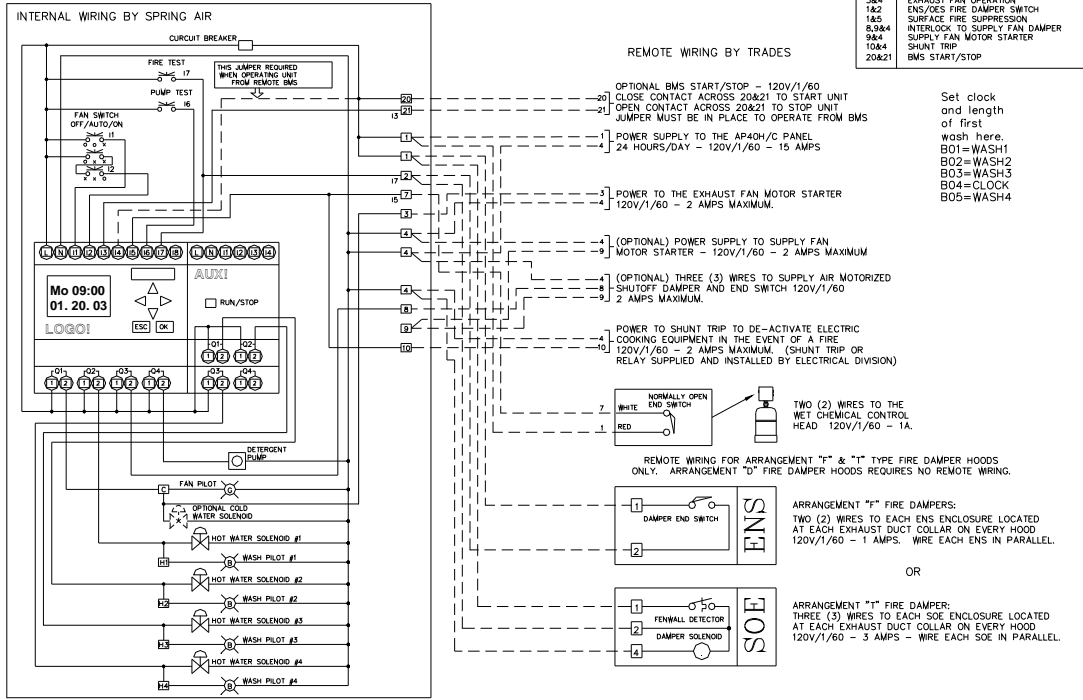 INTERNAL WIRING BY SPRING AIR
CURCUIT BREAKER
FIRE TEST
I7
THIS JUMPER REQUIRED
WHEN OPERATING UNIT
FROM REMOTE BMS
PUMP TEST
I6
FAN SWITCH
OFF/AUTO/ON
I1
I2
L N I1 I2 I3 I4 I5 I6 I7 I8
L N I1 I2 I3 I4
Mo 09:00
01. 20. 03
LOGO!
AUX!
RUN/STOP
ESC OK
Q1 Q2
1 2 1 2
Q1 Q2 Q3 Q4 Q3 Q4
1 2 1 2 1 2 1 2 1 2 1 2
DETERGENT
PUMP
C
FAN PILOT
G
OPTIONAL COLD
WATER SOLENOID
HOT WATER SOLENOID #1
H1
B
WASH PILOT #1
HOT WATER SOLENOID #2
H2
B
WASH PILOT #2
HOT WATER SOLENOID #3
H3
B
WASH PILOT #3
HOT WATER SOLENOID #4
H4
B
WASH PILOT #4
20
I3 21
1
1
2
I7
7
I5
3
4
4
4
8
9
10
3&4 EXHAUST FAN OPERATION
1&2 ENS/OES FIRE DAMPER SWITCH
1&5 SURFACE FIRE SUPPRESSION
8,9&4 INTERLOCK TO SUPPLY FAN DAMPER
9&4 SUPPLY FAN MOTOR STARTER
10&4 SHUNT TRIP
20&21 BMS START/STOP
REMOTE WIRING BY TRADES
OPTIONAL BMS START/STOP - 120V/1/60
20 CLOSE CONTACT ACROSS 20&21 TO START UNIT
21 OPEN CONTACT ACROSS 20&21 TO STOP UNIT
JUMPER MUST BE IN PLACE TO OPERATE FROM BMS
1 POWER SUPPLY TO THE AP40H/C PANEL
4 24 HOURS/DAY - 120V/1/60 - 15 AMPS
3 POWER TO THE EXHAUST FAN MOTOR STARTER
4 120V/1/60 - 2 AMPS MAXIMUM.
4 (OPTIONAL) POWER SUPPLY TO SUPPLY FAN
9 MOTOR STARTER - 120V/1/60 - 2 AMPS MAXIMUM
4 (OPTIONAL) THREE (3) WIRES TO SUPPLY AIR MOTORIZED
8 SHUTOFF DAMPER AND END SWITCH 120V/1/60
9 2 AMPS MAXIMUM.
POWER TO SHUNT TRIP TO DE-ACTIVATE ELECTRIC
4 COOKING EQUIPMENT IN THE EVENT OF A FIRE
10 120V/1/60 - 2 AMPS MAXIMUM. (SHUNT TRIP OR
RELAY SUPPLIED AND INSTALLED BY ELECTRICAL DIVISION)
Set clock
and length
of first
wash here.
B01=WASH1
B02=WASH2
B03=WASH3
B04=CLOCK
B05=WASH4
NORMALLY OPEN
END SWITCH
7 WHITE
1 RED
TWO (2) WIRES TO THE
WET CHEMICAL CONTROL
HEAD 120V/1/60 - 1A.
REMOTE WIRING FOR ARRANGEMENT "F" & "T" TYPE FIRE DAMPER HOODS
ONLY. ARRANGEMENT "D" FIRE DAMPER HOODS REQUIRES NO REMOTE WIRING.
1
DAMPER END SWITCH
2
ENS
ARRANGEMENT "F" FIRE DAMPERS:
TWO (2) WIRES TO EACH ENS ENCLOSURE LOCATED
AT EACH EXHAUST DUCT COLLAR ON EVERY HOOD
120V/1/60 - 1 AMPS. WIRE EACH ENS IN PARALLEL.
OR
1
FENWALL DETECTOR
2
DAMPER SOLENOID
4
SOE
ARRANGEMENT "T" FIRE DAMPER:
THREE (3) WIRES TO EACH SOE ENCLOSURE LOCATED
AT EACH EXHAUST DUCT COLLAR ON EVERY HOOD
120V/1/60 - 3 AMPS - WIRE EACH SOE IN PARALLEL.